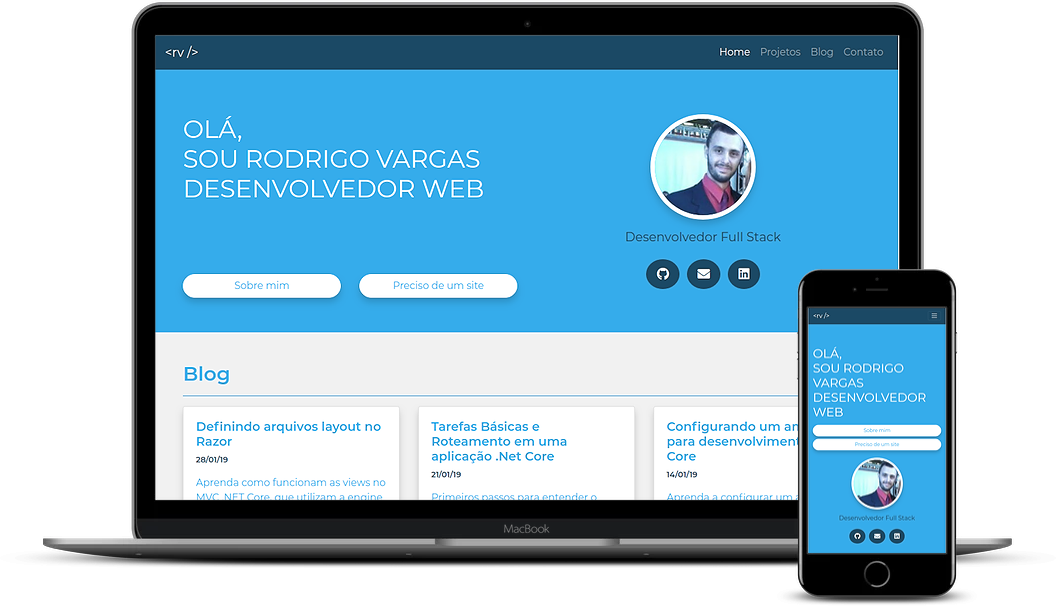 <rv />
Home Projetos Blog Contato
OLÁ,
SOU RODRIGO VARGAS
DESENVOLVEDOR WEB
Desenvolvedor Full Stack
Sobre mim
Preciso de um site
Blog
Definindo arquivos layout no
Razor
28/01/19
Aprenda como funcionam as views no
MVC .NET Core, que utilizam a engine
Tarefas Básicas e
Roteamento em uma
aplicação .Net Core
21/01/19
Primeiros passos para entender o
Configurando um am
para desenvolviment
Core
14/01/19
Aprenda a configurar um a
MacBook
<rv />
OLÁ,
SOU RODRIGO
VARGAS
DESENVOLVEDOR
WEB
Sobre mim
Preciso de um site
Desenvolvedor Full Stack